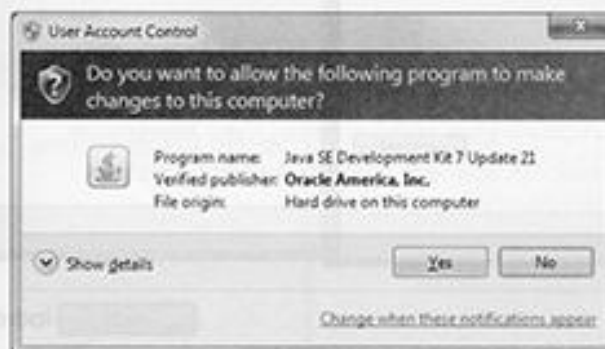 User Account Control
Do you want to allow the following program to make
changes to this computer?
Program name: Java SE Development Kit 7 Update 21
Verified publisher: Oracle America, Inc.
File origin: Hard drive on this computer
Show details
Yes No
Change when these notifications appear